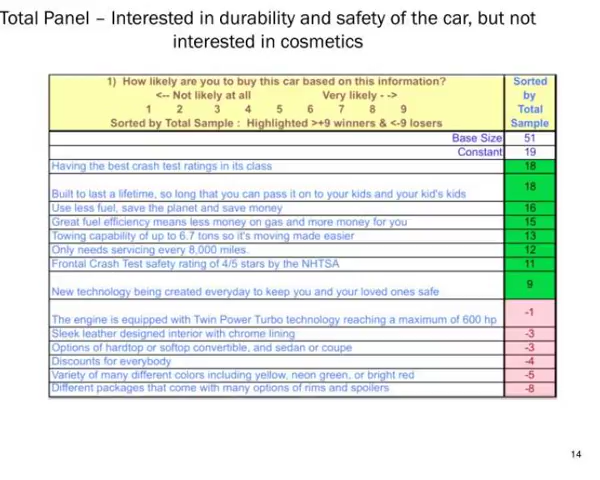 Total Panel – Interested in durability and safety of the car, but not
interested in cosmetics
1) How likely are you to buy this car based on this information?
<-- Not likely at all Very likely - ->
1 2 3 4 5 6 7 8 9
Sorted by Total Sample : Highlighted >+9 winners & <-9 losers
Sorted
by
Total
Sample
Base Size 51
Constant 19
Having the best crash test ratings in its class 18
Built to last a lifetime, so long that you can pass it on to your kids and your kid's kids 18
Use less fuel, save the planet and save money 16
Great fuel efficiency means less money on gas and more money for you 15
Towing capability of up to 6.7 tons so it's moving made easier 13
Only needs servicing every 8,000 miles. 12
Frontal Crash Test safety rating of 4/5 stars by the NHTSA 11
New technology being created everyday to keep you and your loved ones safe 9
The engine is equipped with Twin Power Turbo technology reaching a maximum of 600 hp -1
Sleek leather designed interior with chrome lining -3
Options of hardtop or softop convertible, and sedan or coupe -3
Discounts for everybody -4
Variety of many different colors including yellow, neon green, or bright red -5
Different packages that come with many options of rims and spoilers -8
14